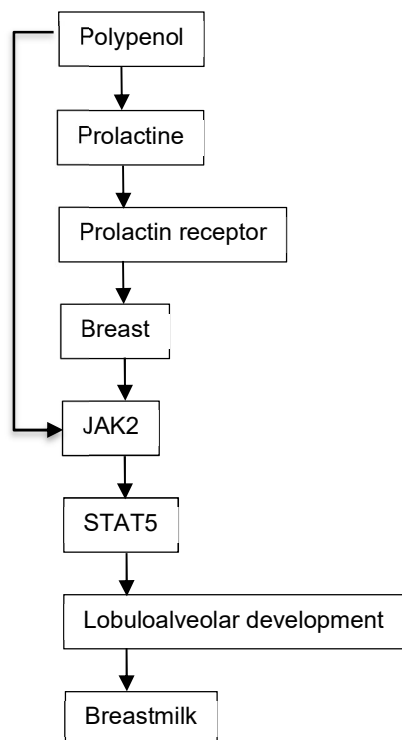 Polypenol
Prolactine
Prolactin receptor
Breast
JAK2
STAT5
Lobuloalveolar development
Breastmilk